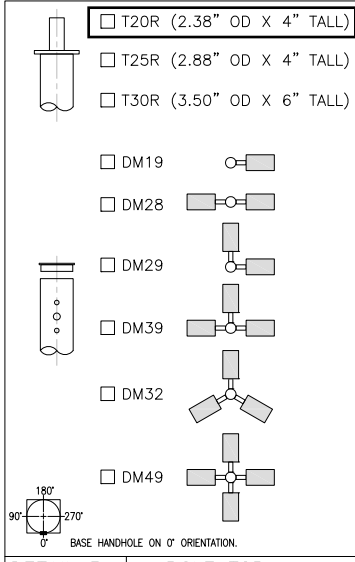 T20R (2.38" OD X 4" TALL)
T25R (2.88" OD X 4" TALL)
T30R (3.50" OD X 6" TALL)
DM19
DM28
DM29
DM39
DM32
DM49
180°
90° 270°
0° BASE HANDHOLE ON 0° ORIENTATION.